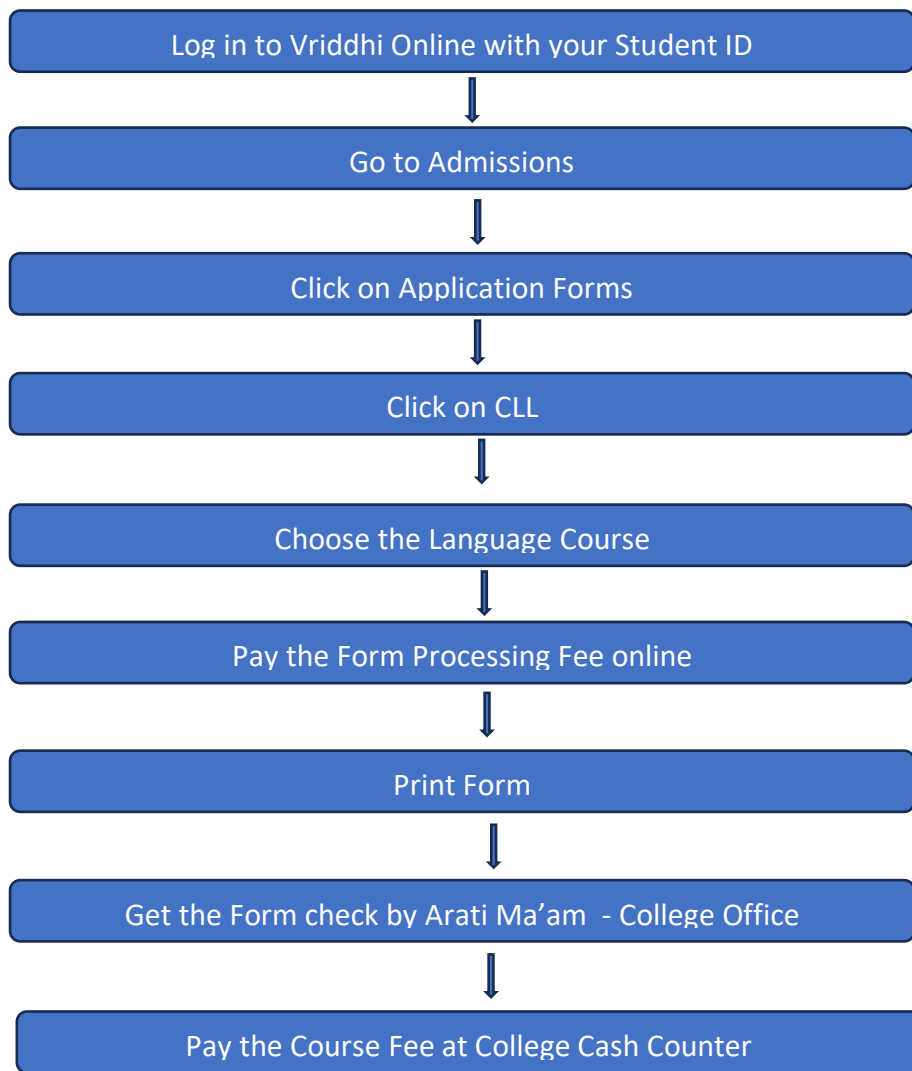 Log in to Vriddhi Online with your Student ID
Go to Admissions
Click on Application Forms
Click on CLL
Choose the Language Course
Pay the Form Processing Fee online
Print Form
Get the Form check by Arati Ma’am  - College Office
Pay the Course Fee at College Cash Counter